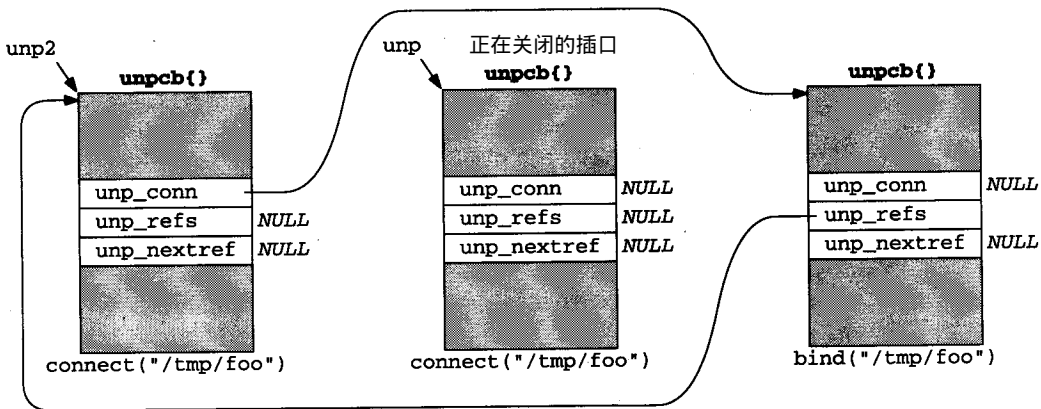 unp2
unp
正在关闭的插口
unpcb{}
unpcb{}
unpcb{}
unp_conn
unp_refs NULL
unp_nextref NULL
unp_conn NULL
unp_refs NULL
unp_nextref NULL
unp_conn NULL
unp_refs
unp_nextref NULL
connect("/tmp/foo")
connect("/tmp/foo")
bind("/tmp/foo")